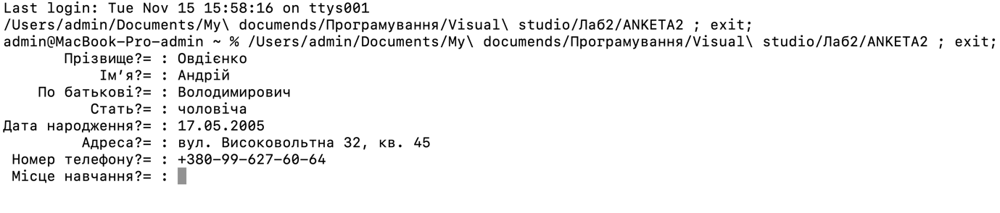 Last login: Tue Nov 15 15:58:16 on ttys001
/Users/admin/Documents/My\ documends/Програмування/Visual\ studio/Лаб2/ANKETA2 ; exit;
admin@MacBook-Pro-admin ~ % /Users/admin/Documents/My\ documends/Програмування/Visual\ studio/Лаб2/ANKETA2 ; exit;
Прізвище?= : Овдієнко
Ім’я?= : Андрій
По батькові?= : Володимирович
Стать?= : чоловіча
Дата народження?= : 17.05.2005
Адреса?= : вул. Високовольтна 32, кв. 45
Номер телефону?= : +380-99-627-60-64
Місце навчання?= :